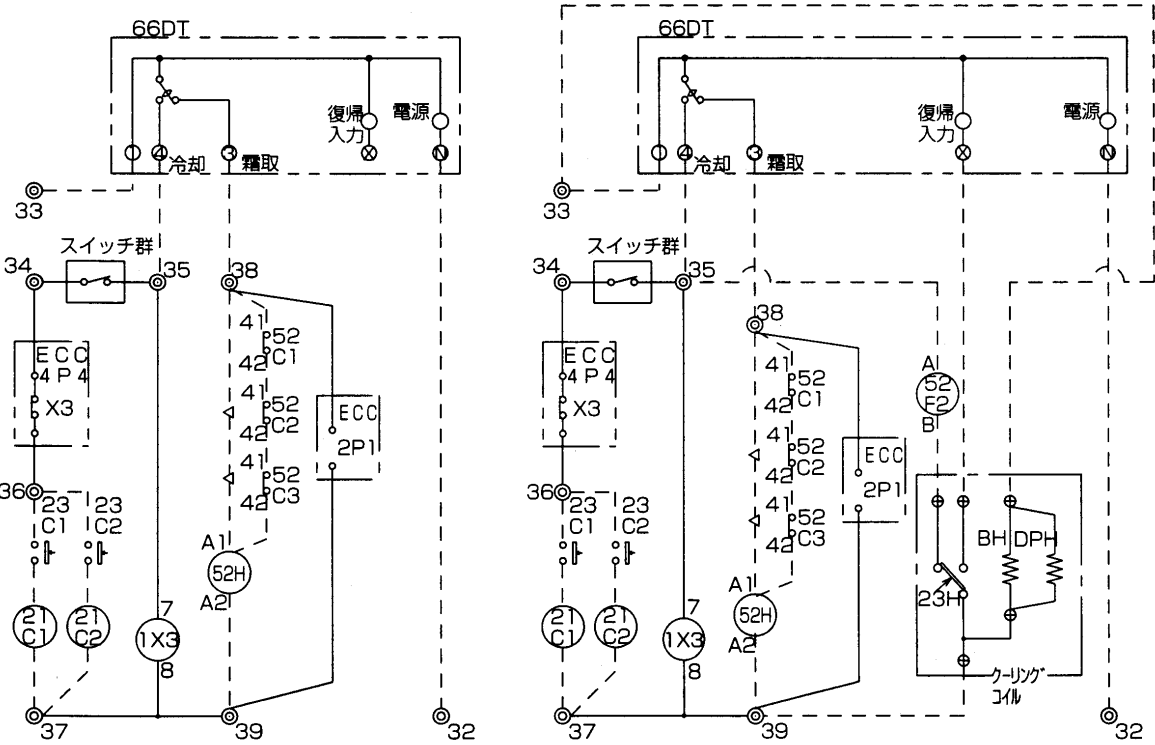 66DT
復帰
入力
電源
① ④ 冷却 ③ 霜取 Ⓧ Ⓝ
33
スイッチ群
34
35
38
ECC
4P4
X3
41
52
C1
42
41
52
C2
42
41
52
C3
42
ECC
2P1
36
23
C1
23
C2
A1
52H
A2
21
C1
21
C2
7
1X3
8
37
39
32
66DT
復帰
入力
電源
① ④ 冷却 ③ 霜取 Ⓧ Ⓝ
33
スイッチ群
34
35
38
ECC
4P4
X3
41
52
C1
42
41
52
C2
42
41
52
C3
42
ECC
2P1
A
52
F2
B
36
23
C1
23
C2
BH
DPH
23H
A1
52H
A2
21
C1
21
C2
7
1X3
8
クーリング
コイル
37
39
32